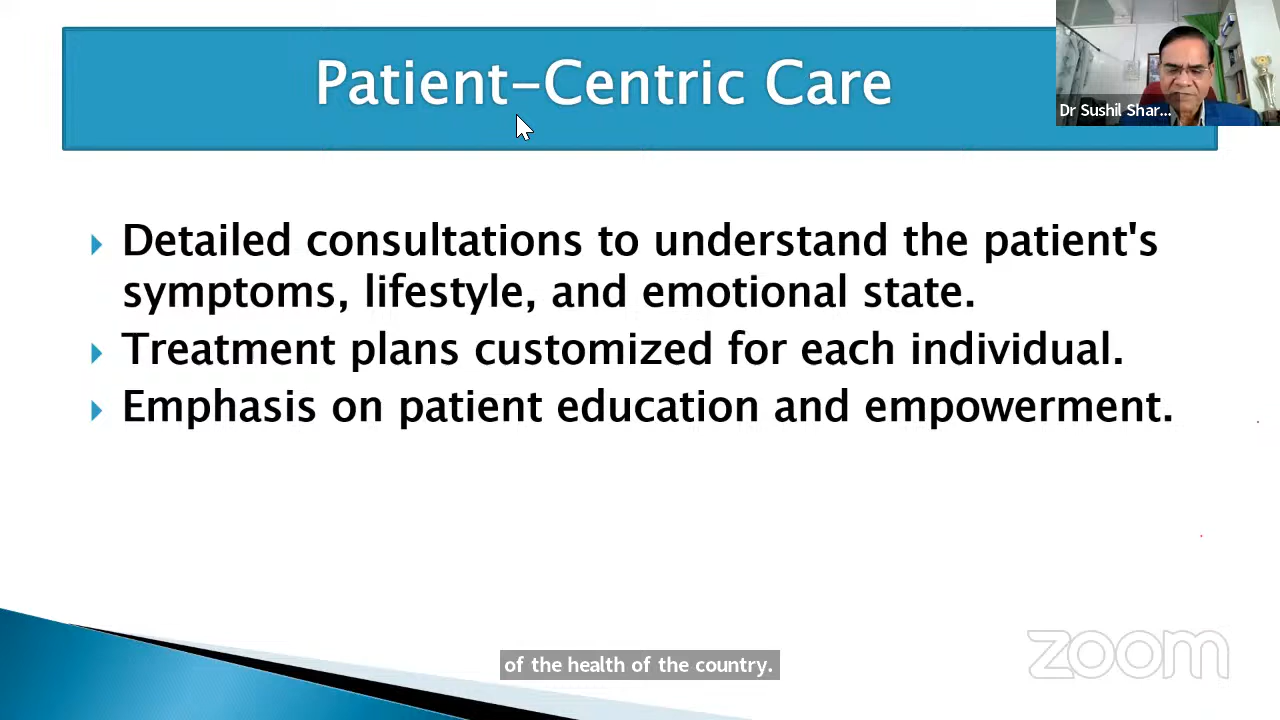 Patient-Centric Care
Dr Sushil Shar...
Detailed consultations to understand the patient's
symptoms, lifestyle, and emotional state.
Treatment plans customized for each individual.
Emphasis on patient education and empowerment.
zoom
of the health of the country.